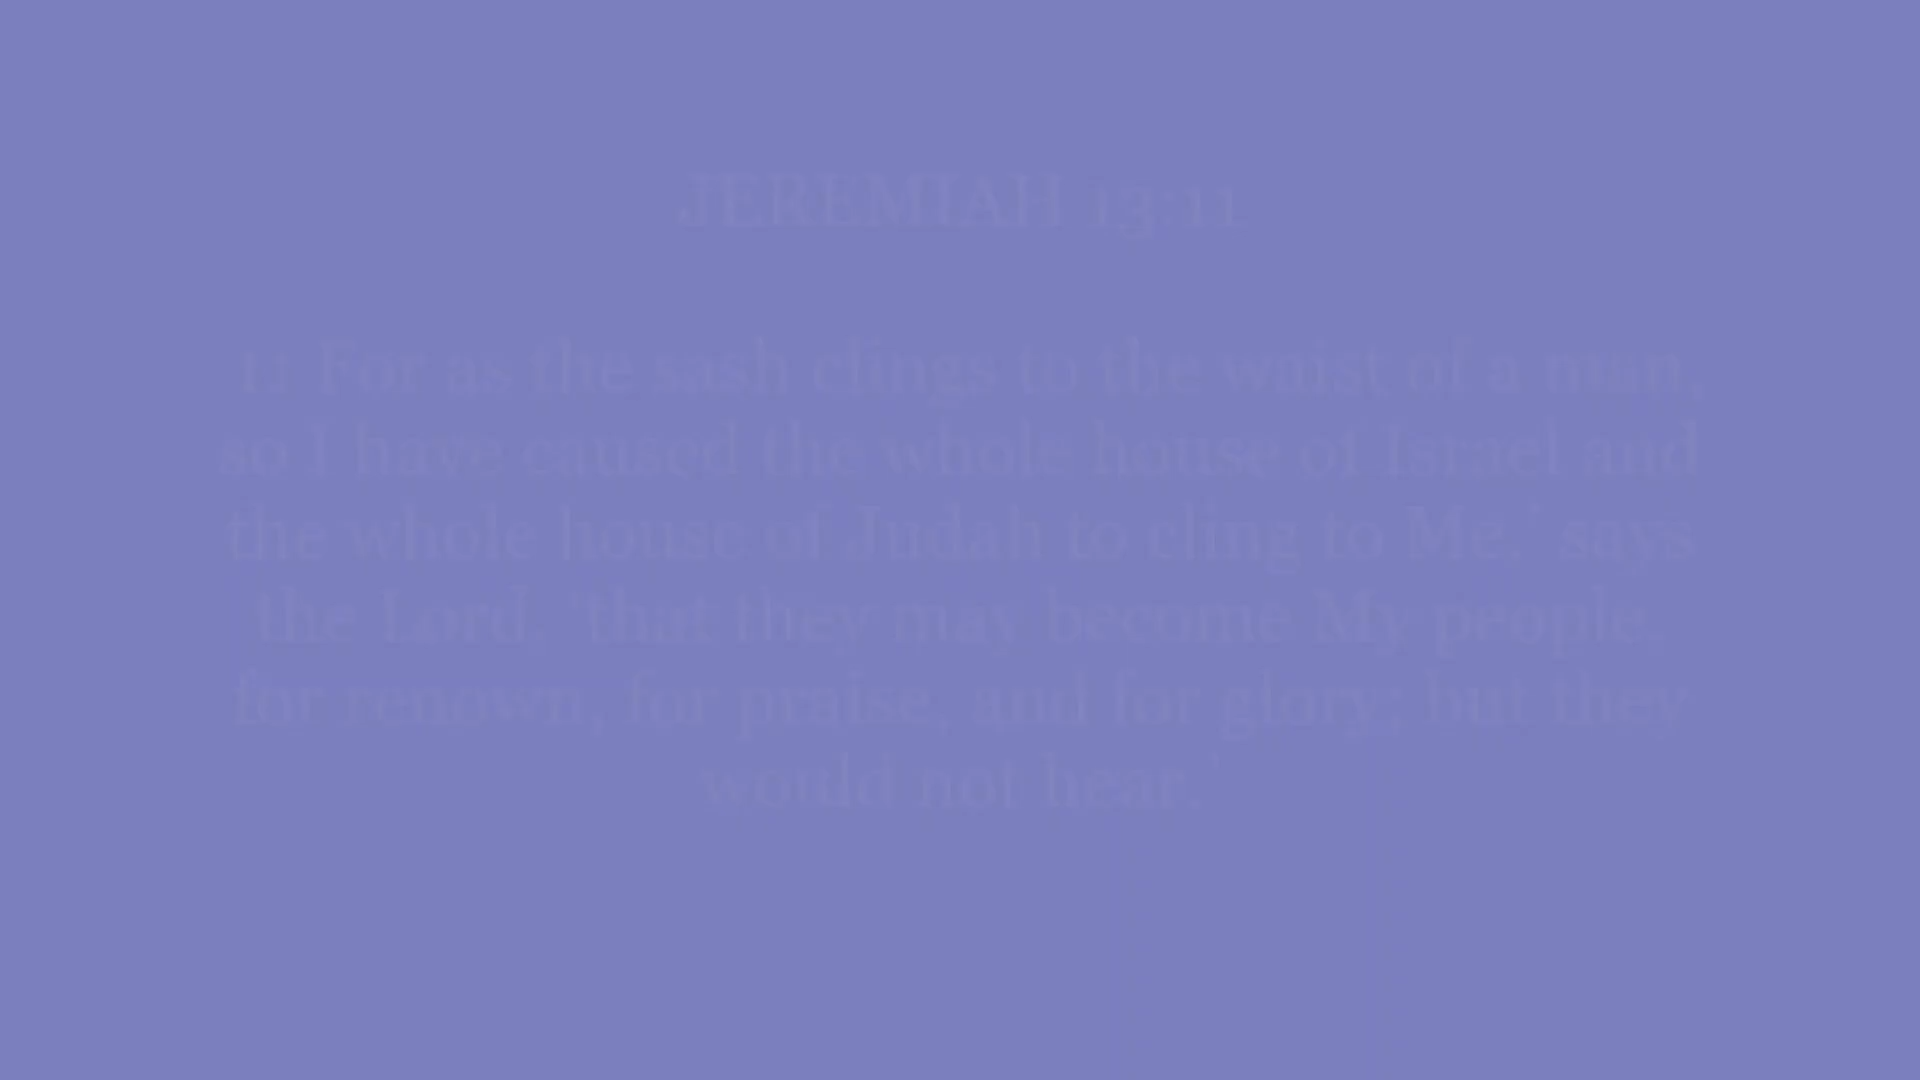 JEREMIAH 13:11
11 For as the sash clings to the waist of a man,
so I have caused the whole house of Israel and
the whole house of Judah to cling to Me,' says
the Lord, 'that they may become My people,
for renown, for praise, and for glory; but they
would not hear.'